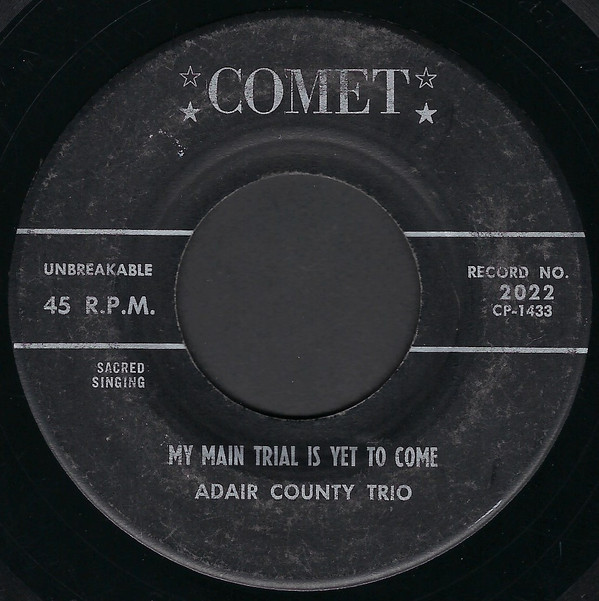 COMET
UNBREAKABLE
45 R.P.M.
RECORD NO.
2022
CP-1433
SACRED
SINGING
MY MAIN TRIAL IS YET TO COME
ADAIR COUNTY TRIO